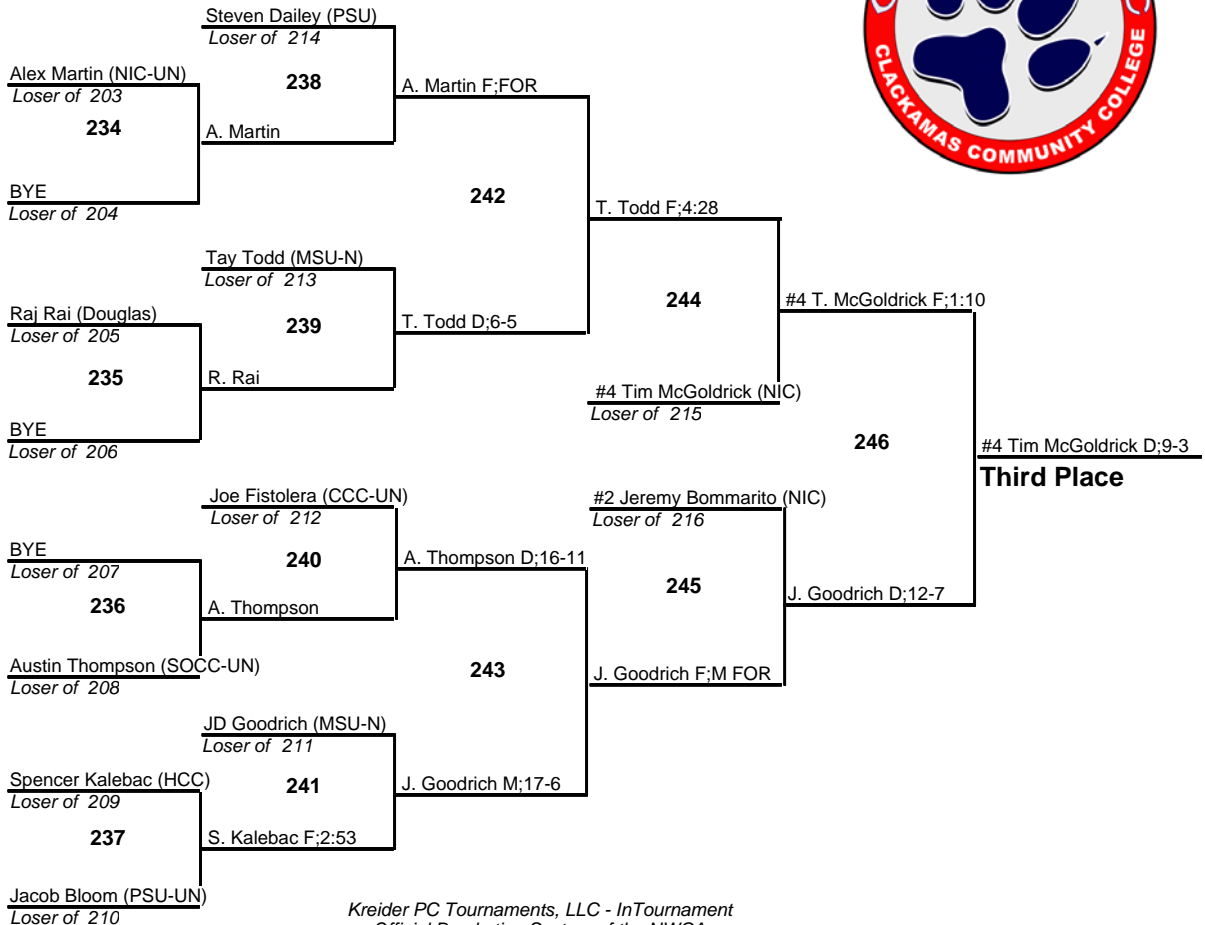 Steven Dailey (PSU)
Loser of 214
Alex Martin (NIC-UN)
Loser of 203
238
A. Martin F;FOR
234
A. Martin
BYE
Loser of 204
242
T. Todd F;4:28
Tay Todd (MSU-N)
Loser of 213
Raj Rai (Douglas)
Loser of 205
239
T. Todd D;6-5
244
#4 T. McGoldrick F;1:10
235
R. Rai
#4 Tim McGoldrick (NIC)
Loser of 215
BYE
Loser of 206
246
#4 Tim McGoldrick D;9-3
Third Place
Joe Fistolera (CCC-UN)
Loser of 212
#2 Jeremy Bommarito (NIC)
Loser of 216
BYE
Loser of 207
240
A. Thompson D;16-11
245
J. Goodrich D;12-7
236
A. Thompson
Austin Thompson (SOCC-UN)
Loser of 208
243
J. Goodrich F;M FOR
JD Goodrich (MSU-N)
Loser of 211
Spencer Kalebac (HCC)
Loser of 209
241
J. Goodrich M;17-6
237
S. Kalebac F;2:53
Jacob Bloom (PSU-UN)
Loser of 210
Kreider PC Tournaments, LLC - InTournament
CLACKAMAS COMMUNITY COLLEGE